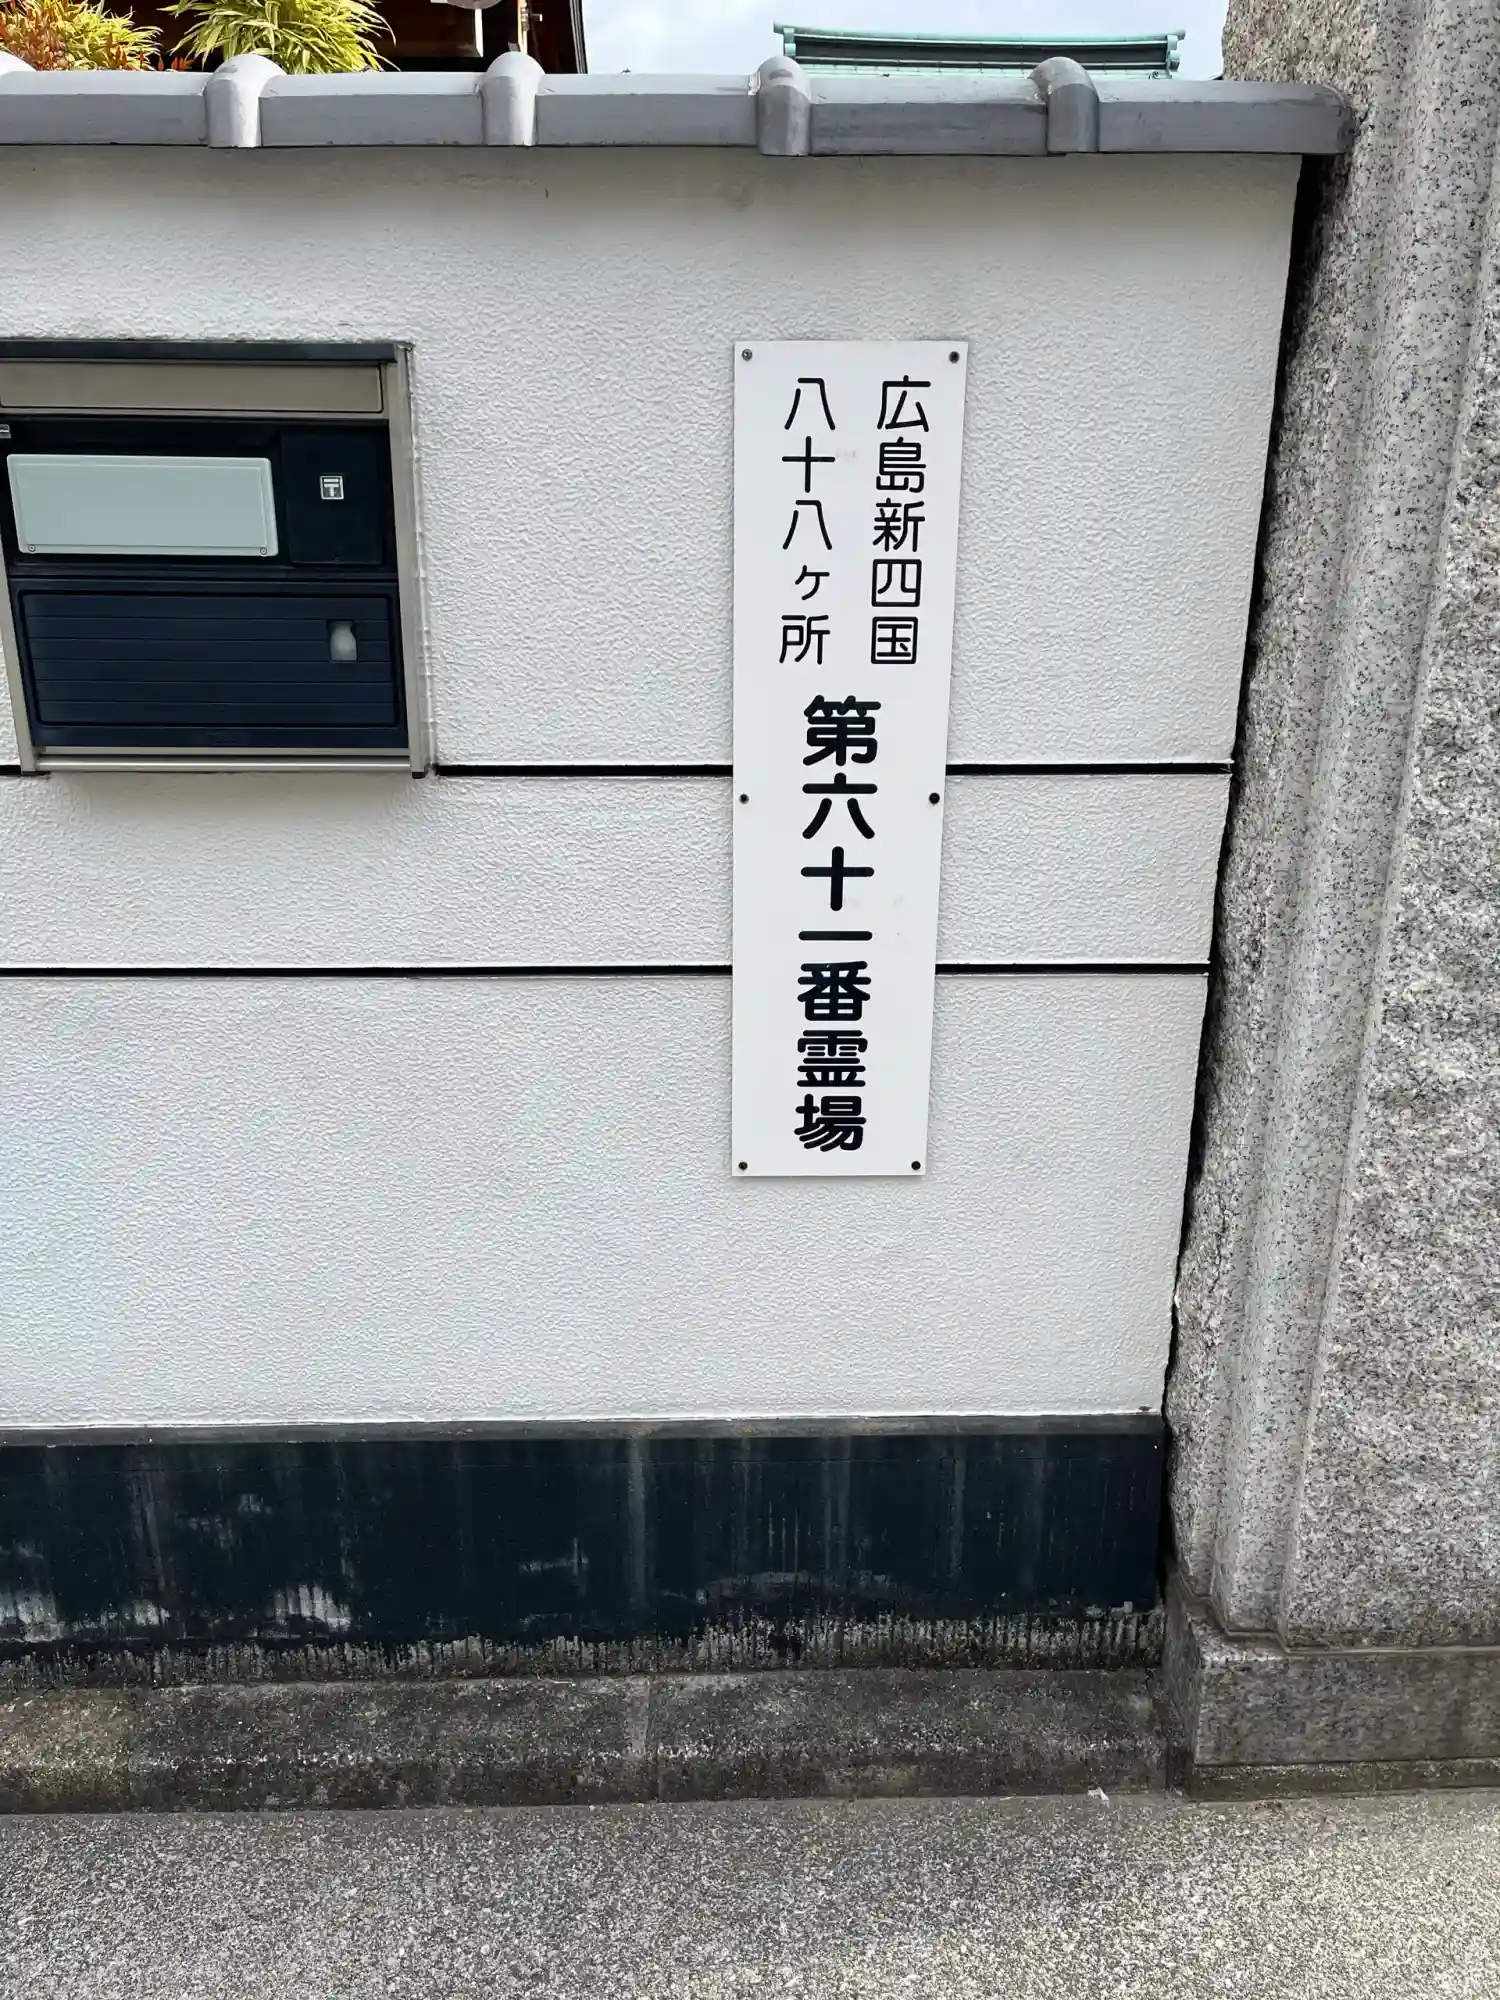 広島新四国
八十八ヶ所
第六十一番霊場